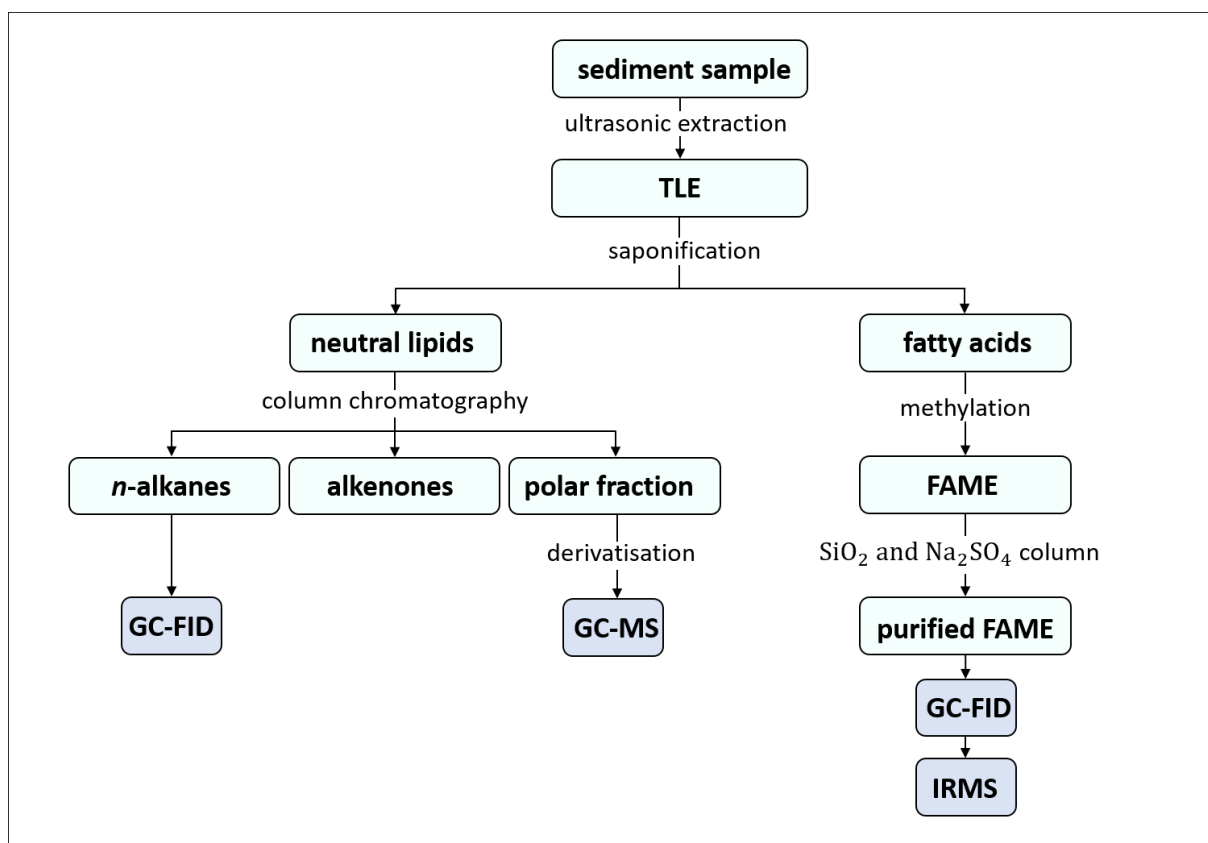 sediment sample
ultrasonic extraction
TLE
saponification
neutral lipids
fatty acids
column chromatography
methylation
n-alkanes
alkenones
polar fraction
FAME
derivatisation
SiO₂ and Na₂SO₄ column
GC-FID
GC-MS
purified FAME
GC-FID
IRMS